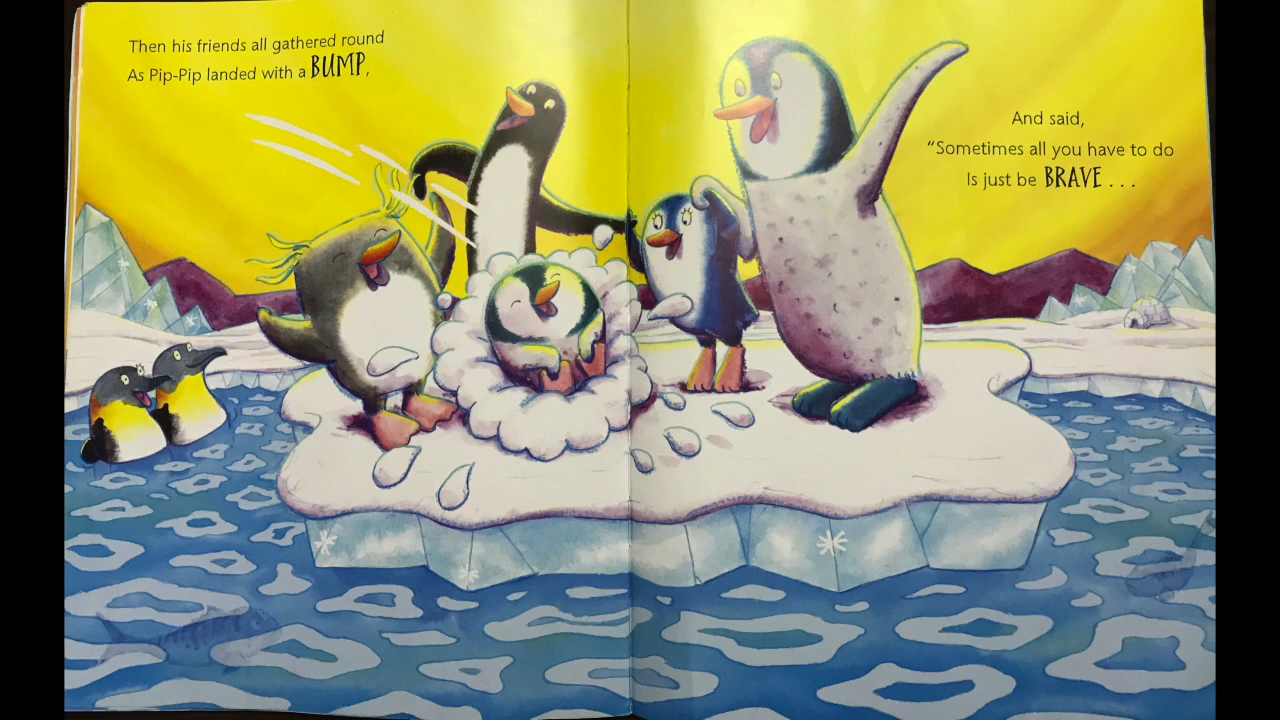 Then his friends all gathered round
As Pip-Pip landed with a BUMP,
And said,
“Sometimes all you have to do
Is just be BRAVE . . .